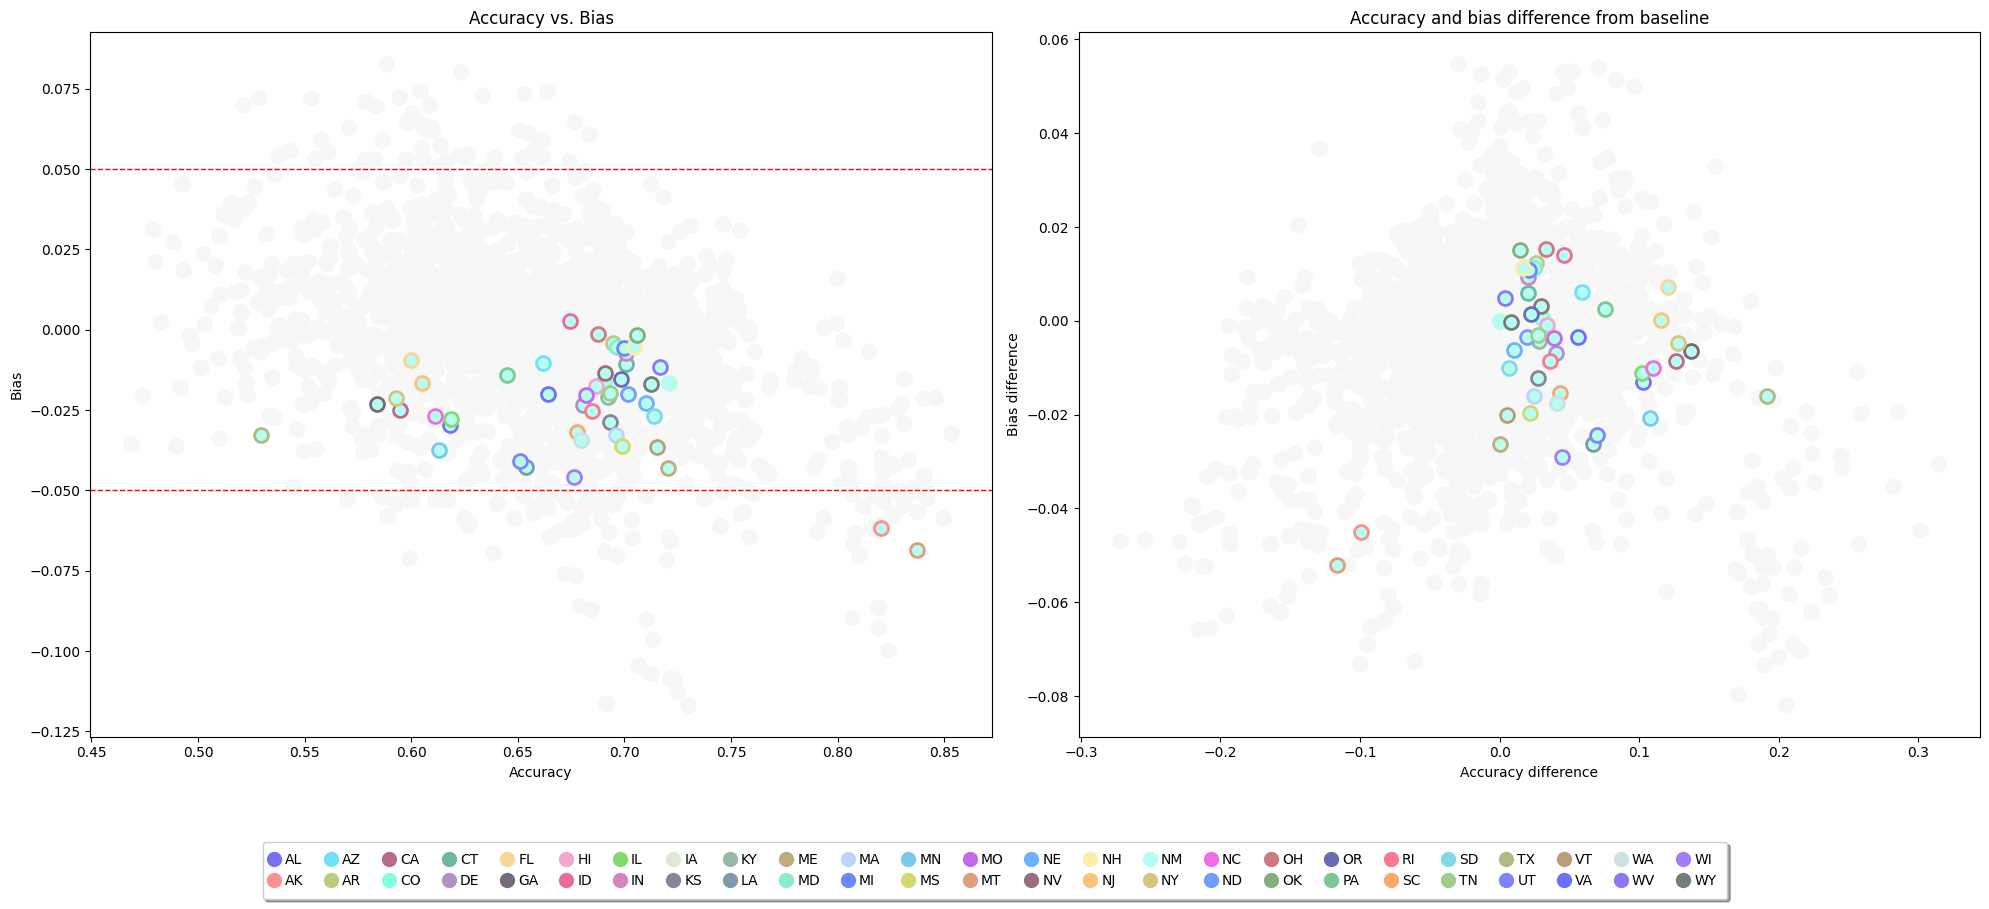 Accuracy vs. Bias
Accuracy and bias difference from baseline
Bias
0.075
0.050
0.025
0.000
−0.025
−0.050
−0.075
−0.100
−0.125
0.45 0.50 0.55 0.60 0.65 0.70 0.75 0.80 0.85
Accuracy
Bias difference
0.06
0.04
0.02
0.00
−0.02
−0.04
−0.06
−0.08
−0.3 −0.2 −0.1 0.0 0.1 0.2 0.3
Accuracy difference
AL AZ CA CT FL HI IL IA KY ME MA MN MO NE NH NM NC OH OR RI SD TX VT WA WI
AK AR CO DE GA ID IN KS LA MD MI MS MT NV NJ NY ND OK PA SC TN UT VA WV WY